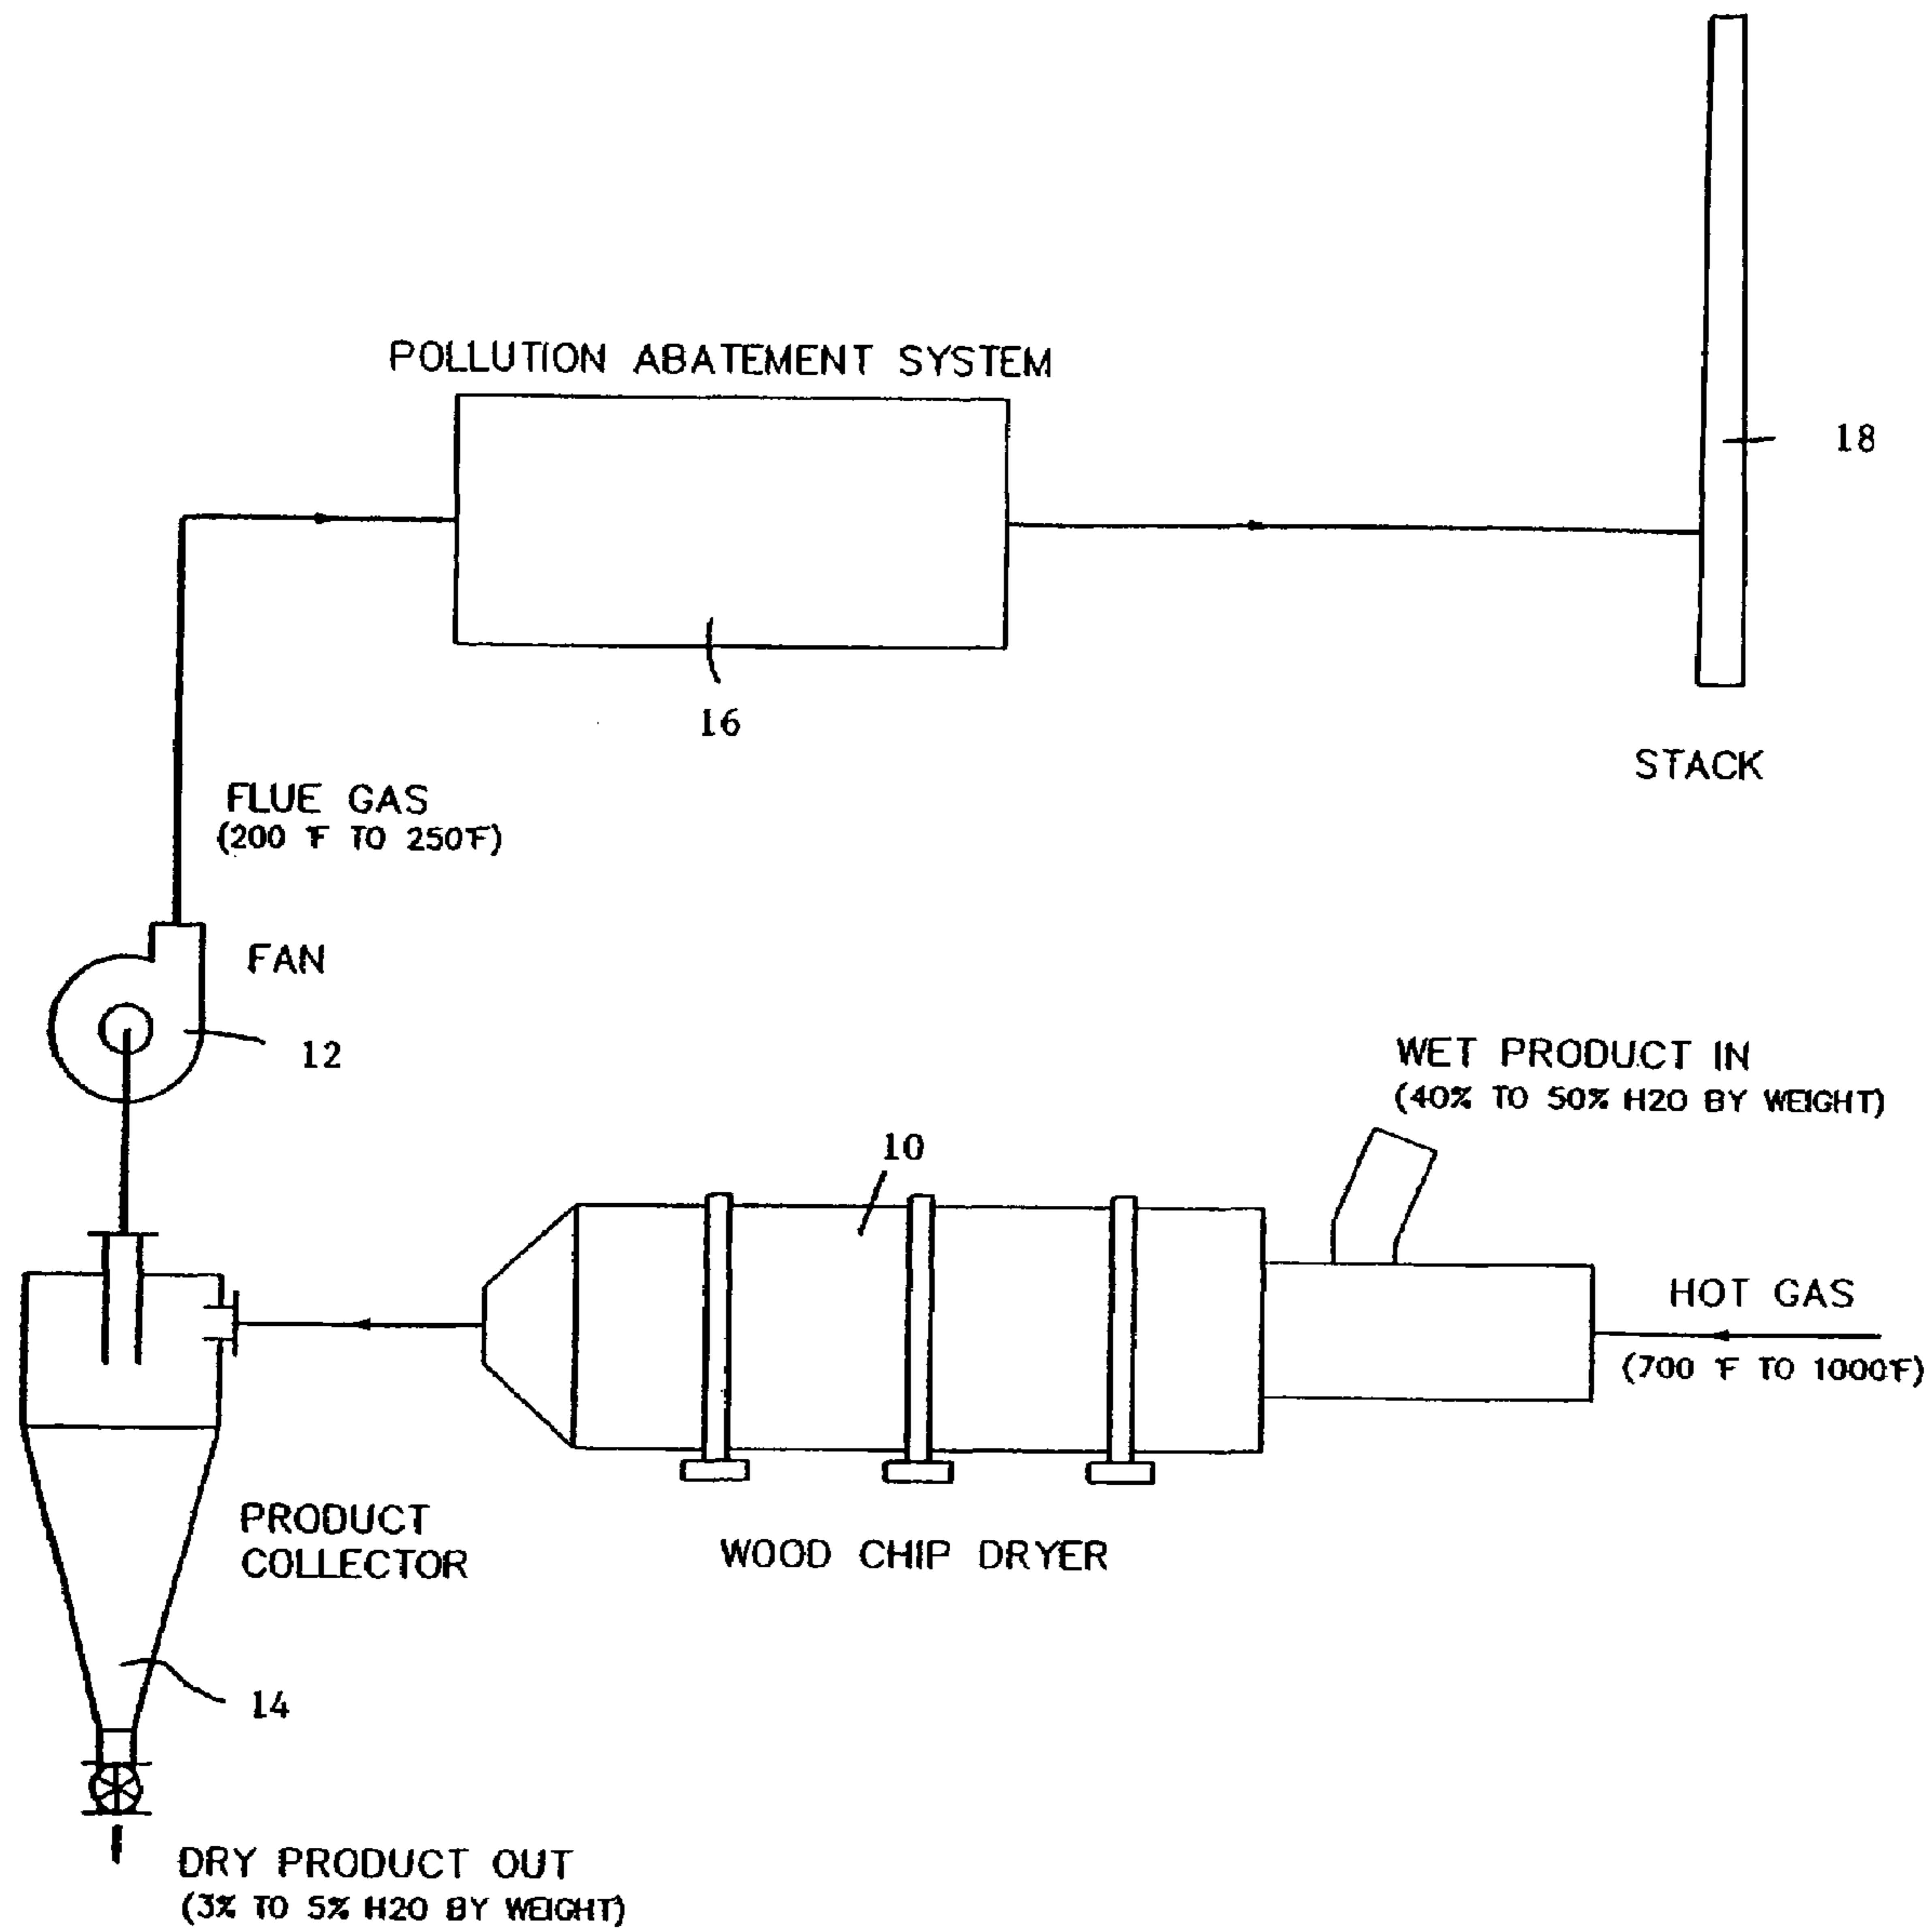 POLLUTION ABATEMENT SYSTEM
18
16
STACK
FLUE GAS
(200 °F TO 250°F)
FAN
12
WET PRODUCT IN
(40% TO 50% H2O BY WEIGHT)
10
HOT GAS
(700 °F TO 1000°F)
PRODUCT
COLLECTOR
WOOD CHIP DRYER
14
DRY PRODUCT OUT
(3% TO 5% H2O BY WEIGHT)